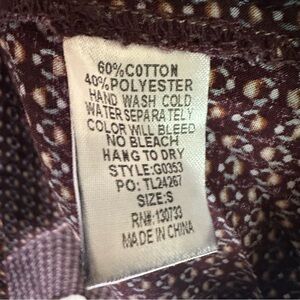 60%COTTON
40%POLYESTER
HAND WASH COLD
WATER SEPARATELY
COLOR WILL BLEED
NO BLEACH
HANG TO DRY
STYLE:G0353
PO: TL24267
SIZE:S
RN#:130733
MADE IN CHINA